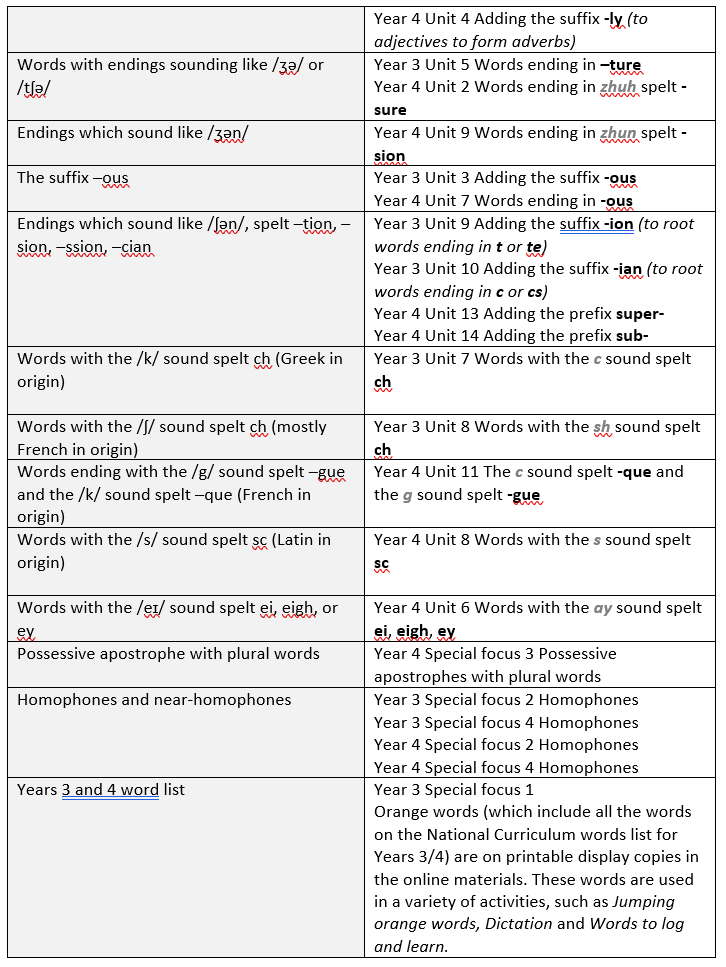 Year 4 Unit 4 Adding the suffix -ly (to
adjectives to form adverbs)
Words with endings sounding like /ʒə/ or
/tʃə/
Year 3 Unit 5 Words ending in –ture
Year 4 Unit 2 Words ending in zhuh spelt -
sure
Endings which sound like /ʒən/
Year 4 Unit 9 Words ending in zhun spelt -
sion
The suffix –ous
Year 3 Unit 3 Adding the suffix -ous
Year 4 Unit 7 Words ending in -ous
Endings which sound like /ʃən/, spelt –tion, –
sion, –ssion, –cian
Year 3 Unit 9 Adding the suffix -ion (to root
words ending in t or te)
Year 3 Unit 10 Adding the suffix -ian (to root
words ending in c or cs)
Year 4 Unit 13 Adding the prefix super-
Year 4 Unit 14 Adding the prefix sub-
Words with the /k/ sound spelt ch (Greek in
origin)
Year 3 Unit 7 Words with the c sound spelt
ch
Words with the /ʃ/ sound spelt ch (mostly
French in origin)
Year 3 Unit 8 Words with the sh sound spelt
ch
Words ending with the /g/ sound spelt –gue
and the /k/ sound spelt –que (French in
origin)
Year 4 Unit 11 The c sound spelt -que and
the g sound spelt -gue
Words with the /s/ sound spelt sc (Latin in
origin)
Year 4 Unit 8 Words with the s sound spelt
sc
Words with the /eɪ/ sound spelt ei, eigh, or
ey
Year 4 Unit 6 Words with the ay sound spelt
ei, eigh, ey
Possessive apostrophe with plural words
Year 4 Special focus 3 Possessive
apostrophes with plural words
Homophones and near-homophones
Year 3 Special focus 2 Homophones
Year 3 Special focus 4 Homophones
Year 4 Special focus 2 Homophones
Year 4 Special focus 4 Homophones
Years 3 and 4 word list
Year 3 Special focus 1
Orange words (which include all the words
on the National Curriculum words list for
Years 3/4) are on printable display copies in
the online materials. These words are used
in a variety of activities, such as Jumping
orange words, Dictation and Words to log
and learn.